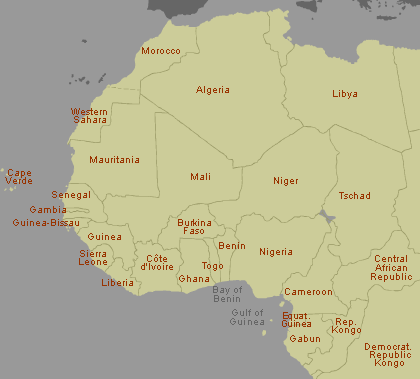 Morocco
Algeria
Libya
Western
Sahara
Mauritania
Mali
Niger
Cape
Verde
Tschad
Senegal
Gambia
Guinea-Bissau
Burkina
Faso
Guinea
Benin
Nigeria
Sierra
Leone
Côte
d'Ivoire
Togo
Central
African
Republic
Liberia
Ghana
Bay of
Benin
Cameroon
Gulf of
Guinea
Equat.
Guinea
Rep.
Kongo
Gabun
Democrat.
Republic
Kongo